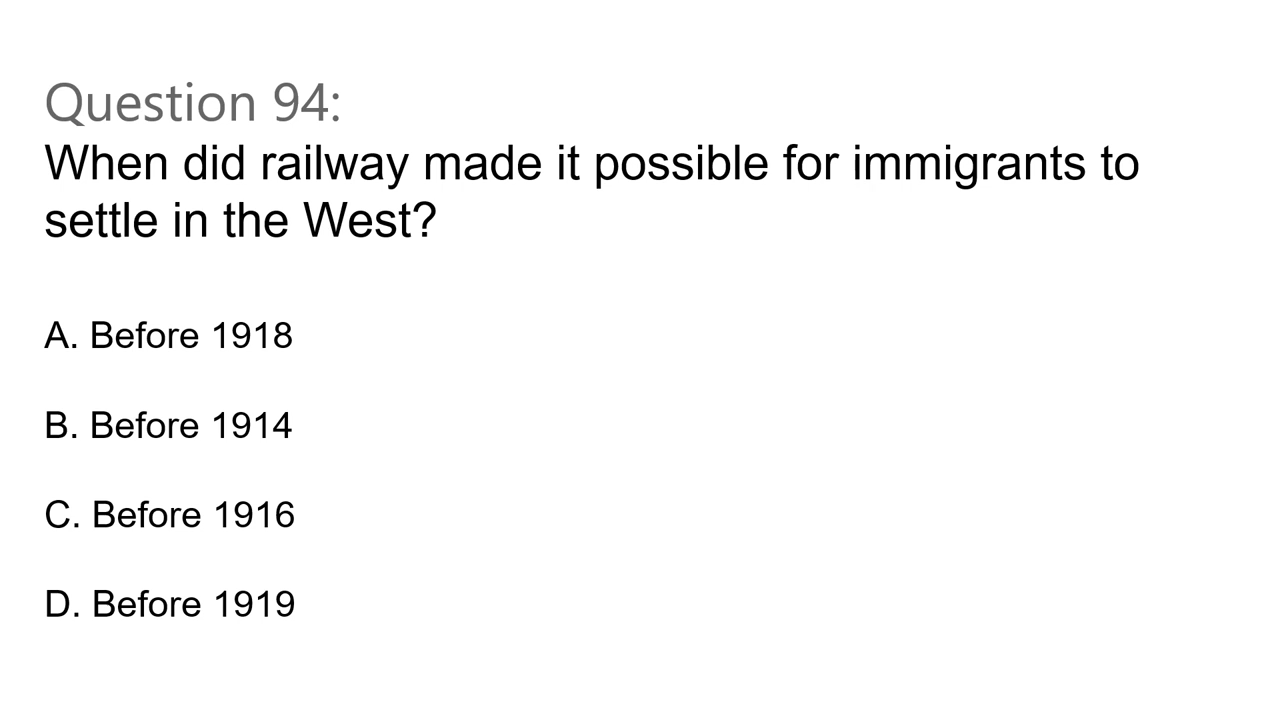 Question 94:
When did railway made it possible for immigrants to
settle in the West?
A. Before 1918
B. Before 1914
C. Before 1916
D. Before 1919